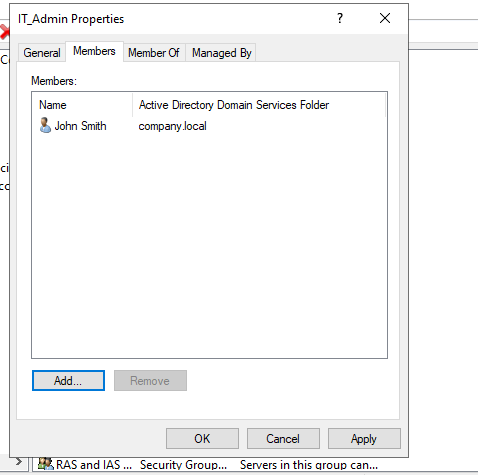 IT_Admin Properties
?
General Members Member Of Managed By
Members:
Name Active Directory Domain Services Folder
John Smith company.local
Add... Remove
OK Cancel Apply
RAS and IAS ... Security Group... Servers in this group can...